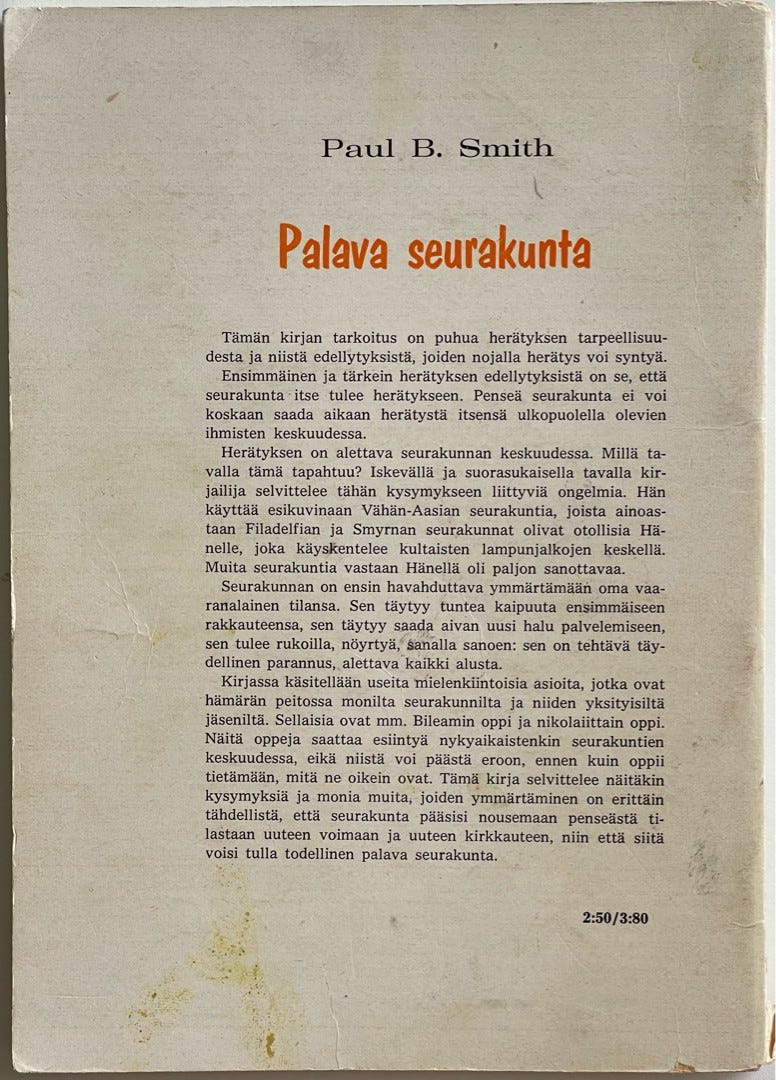 Paul B. Smith
Palava seurakunta
Tämän kirjan tarkoitus on puhua herätyksen tarpeellisuu-
desta ja niistä edellytyksistä, joiden nojalla herätys voi syntyä.
Ensimmäinen ja tärkein herätyksen edellytyksistä on se, että
seurakunta itse tulee herätykseen. Penseä seurakunta ei voi
koskaan saada aikaan herätystä itsensä ulkopuolella olevien
ihmisten keskuudessa.
Herätyksen on alettava seurakunnan keskuudessa. Millä ta-
valla tämä tapahtuu? Iskevällä ja suorasukaisella tavalla kir-
jailija selvittelee tähän kysymykseen liittyviä ongelmia. Hän
käyttää esikuvinaan Vähän-Aasian seurakuntia, joista ainoas-
taan Filadelfian ja Smyrnan seurakunnat olivat otollisia Hä-
nelle, joka käyskentelee kultaisten lampunjalkojen keskellä.
Muita seurakuntia vastaan Hänellä oli paljon sanottavaa.
Seurakunnan on ensin havahduttava ymmärtämään oma vaa-
ranalainen tilansa. Sen täytyy tuntea kaipuuta ensimmäiseen
rakkauteensa, sen täytyy saada aivan uusi halu palvelemiseen,
sen tulee rukoilla, nöyrtyä, sanalla sanoen: sen on tehtävä täy-
dellinen parannus, alettava kaikki alusta.
Kirjassa käsitellään useita mielenkiintoisia asioita, jotka ovat
hämärän peitossa monilta seurakunnilta ja niiden yksityisiltä
jäseniltä. Sellaisia ovat mm. Bileamin oppi ja nikolaiittain oppi.
Näitä oppeja saattaa esiintyä nykyaikaistenkin seurakuntien
keskuudessa, eikä niistä voi päästä eroon, ennen kuin oppii
tietämään, mitä ne oikein ovat. Tämä kirja selvittelee näitäkin
kysymyksiä ja monia muita, joiden ymmärtäminen on erittäin
tähdellistä, että seurakunta pääsisi nousemaan penseästä ti-
lastaan uuteen voimaan ja uuteen kirkkauteen, niin että siitä
voisi tulla todellinen palava seurakunta.
2:50/3:80